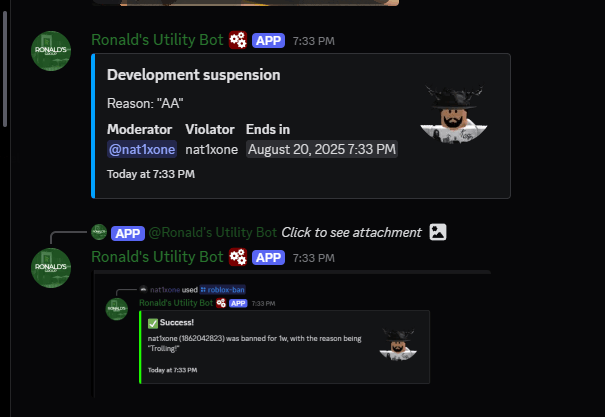 RONALD'S
Ronald's Utility Bot APP 7:33 PM
Development suspension
Reason: "AA"
Moderator Violator Ends in
@nat1xone nat1xone August 20, 2025 7:33 PM
Today at 7:33 PM
APP @Ronald's Utility Bot Click to see attachment
RONALD'S
Ronald's Utility Bot APP 7:33 PM
nat1xone used roblox-ban
RONALD'S
Ronald's Utility Bot APP 7:33 PM
Success!
nat1xone (1862042823) was banned for 1w, with the reason being
"Trolling!"
Today at 7:33 PM